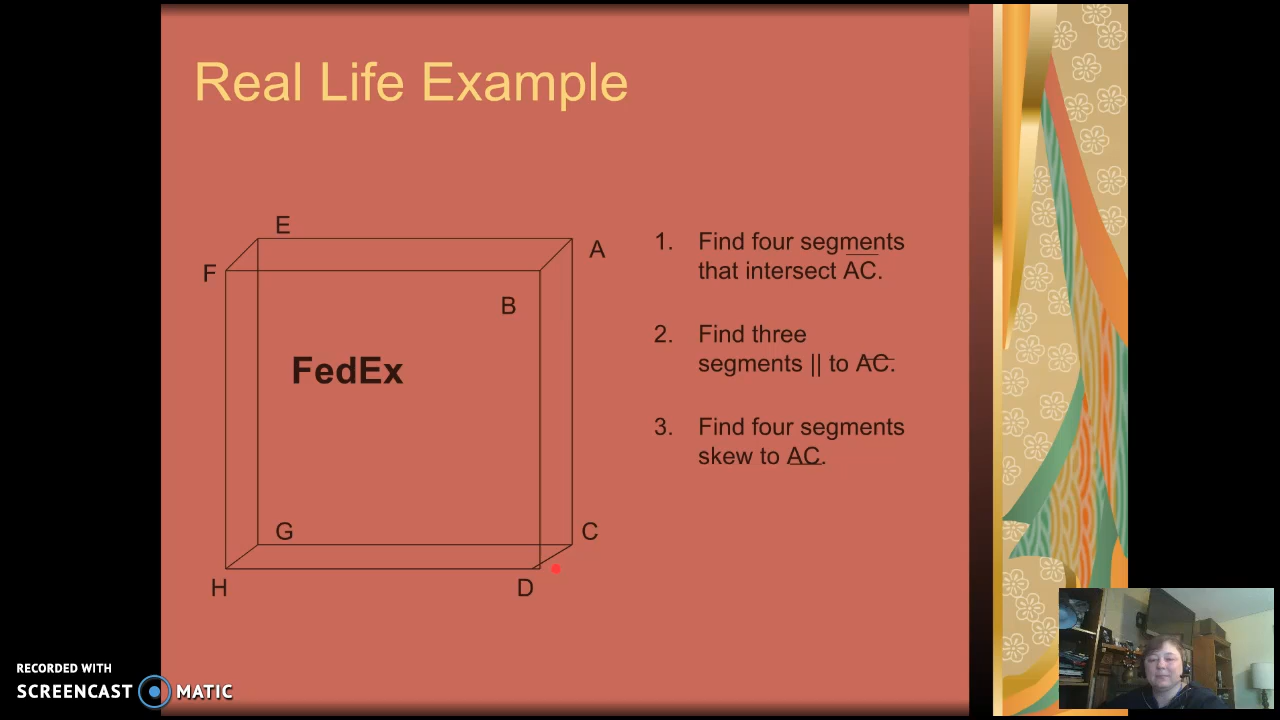 Real Life Example
E
A
F
B
FedEx
G
C
H
D
1. Find four segments
that intersect AC.
2. Find three
segments || to AC.
3. Find four segments
skew to AC.
RECORDED WITH
SCREENCAST MATIC